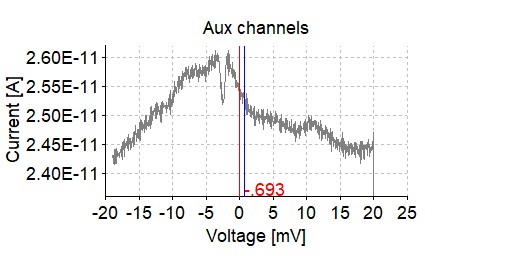 Aux channels
Current [A]
2.60E-11
2.55E-11
2.50E-11
2.45E-11
2.40E-11
-.693
-20 -15 -10 -5 0 5 10 15 20 25
Voltage [mV]